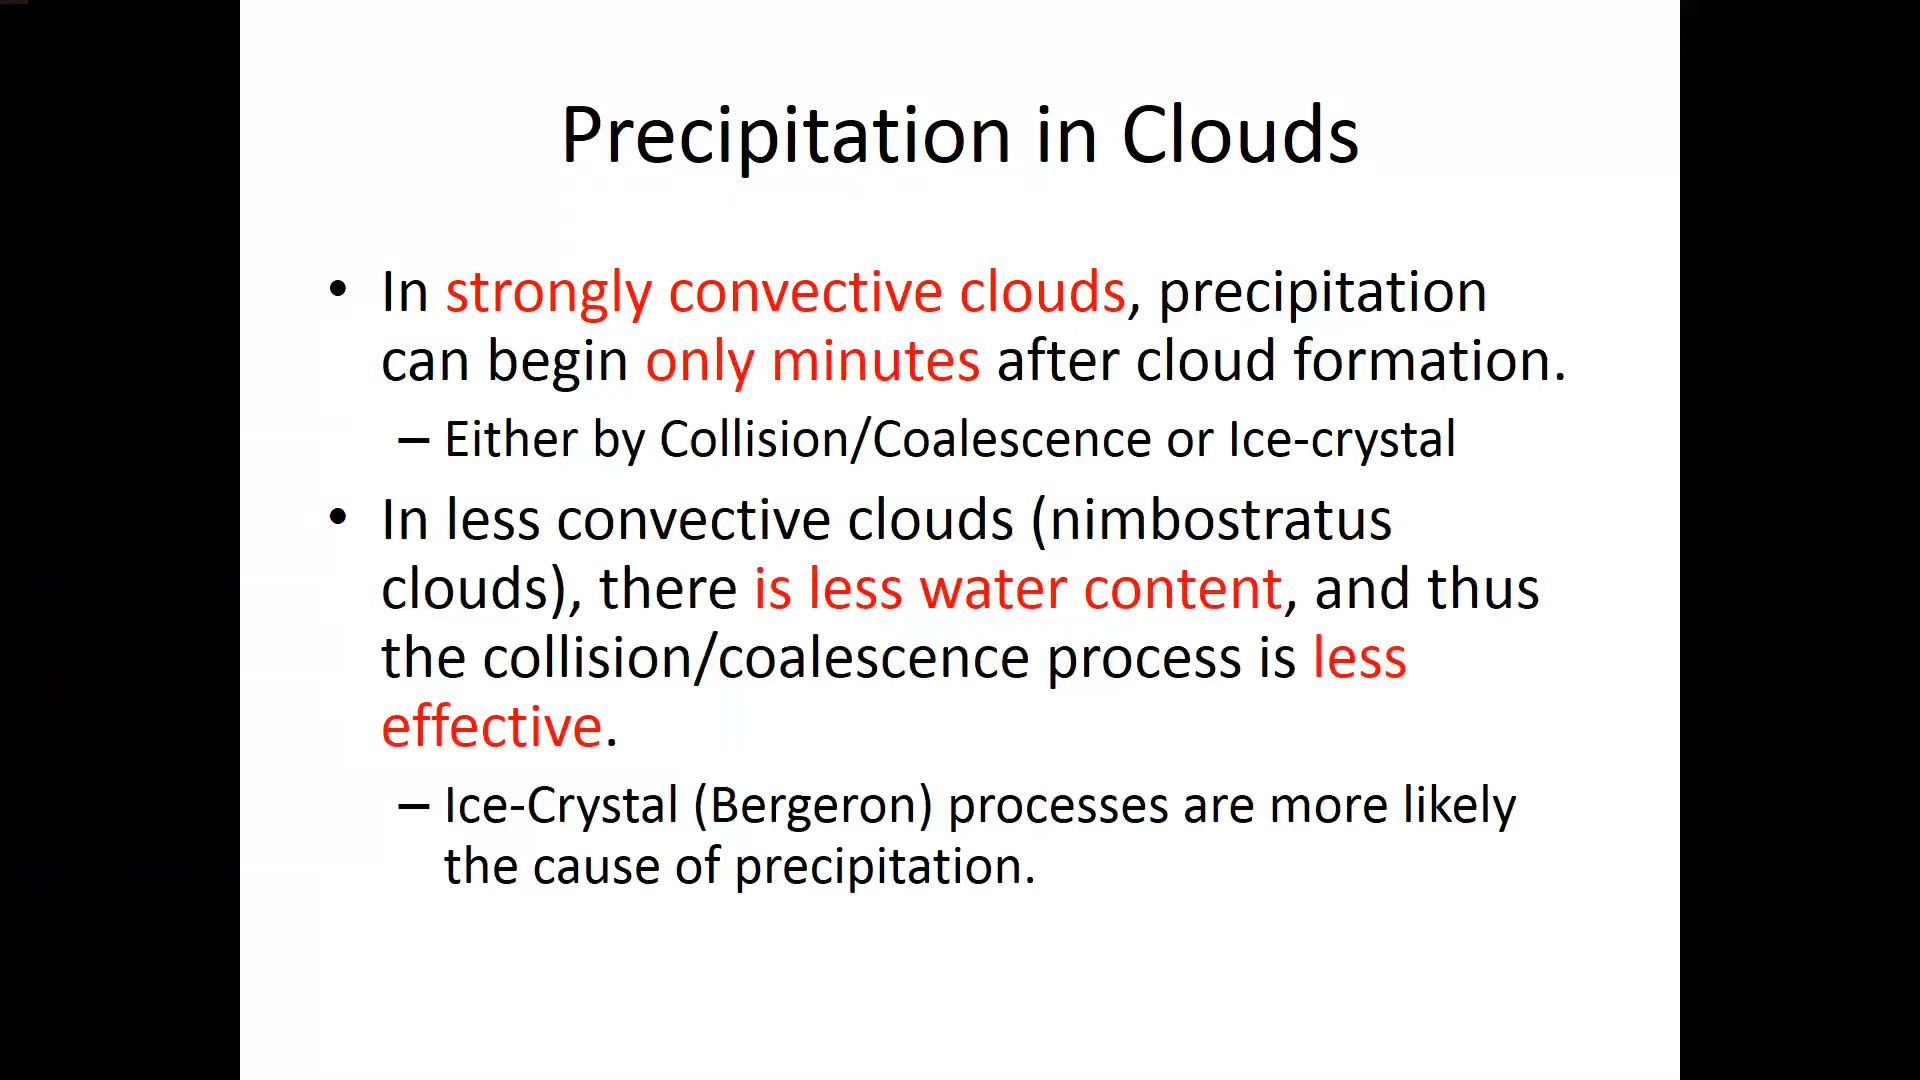 Precipitation in Clouds
• In strongly convective clouds, precipitation
can begin only minutes after cloud formation.
– Either by Collision/Coalescence or Ice-crystal
• In less convective clouds (nimbostratus
clouds), there is less water content, and thus
the collision/coalescence process is less
effective.
– Ice-Crystal (Bergeron) processes are more likely
the cause of precipitation.